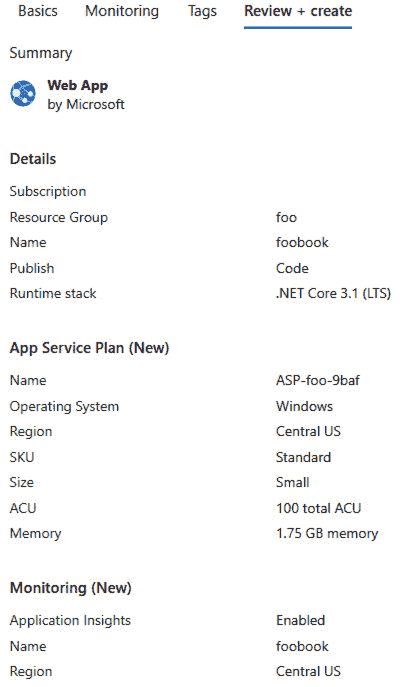 Basics Monitoring Tags Review + create
Summary
Web App
by Microsoft
Details
Subscription
Resource Group foo
Name foobook
Publish Code
Runtime stack .NET Core 3.1 (LTS)
App Service Plan (New)
Name ASP-foo-9baf
Operating System Windows
Region Central US
SKU Standard
Size Small
ACU 100 total ACU
Memory 1.75 GB memory
Monitoring (New)
Application Insights Enabled
Name foobook
Region Central US